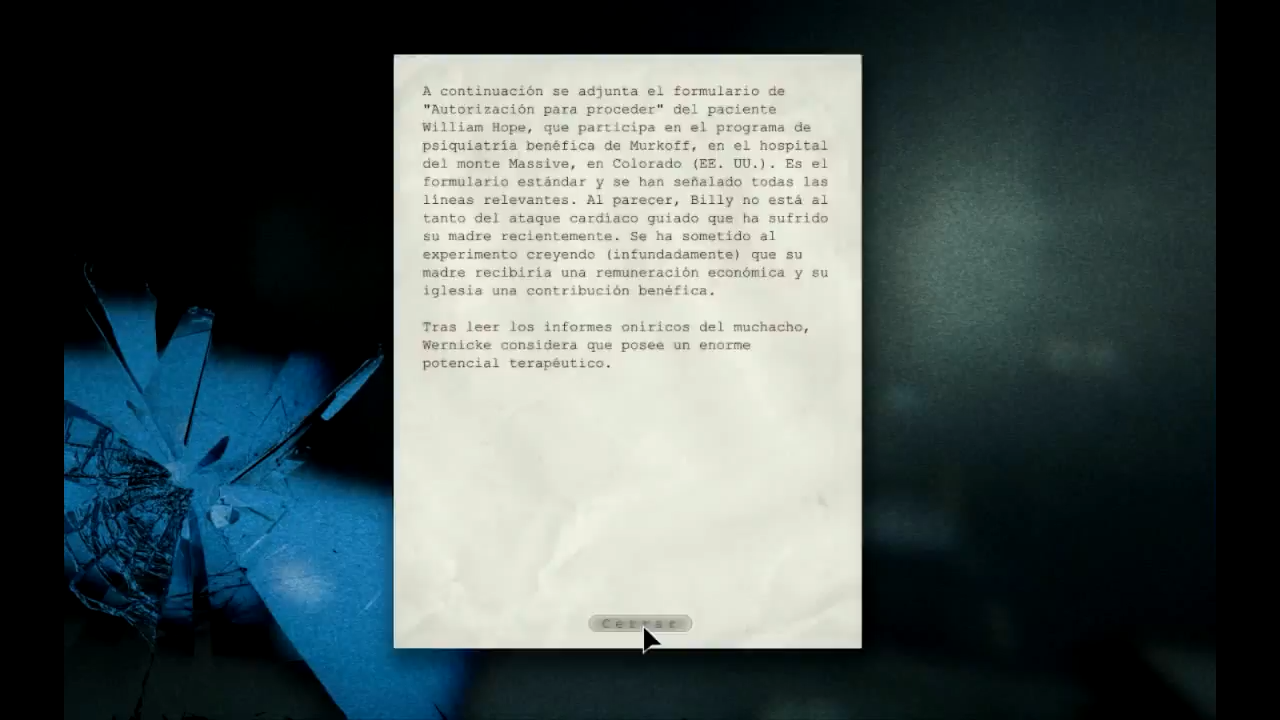 A continuación se adjunta el formulario de
"Autorización para proceder" del paciente
William Hope, que participa en el programa de
psiquiatría benéfica de Murkoff, en el hospital
del monte Massive, en Colorado (EE. UU.). Es el
formulario estándar y se han señalado todas las
líneas relevantes. Al parecer, Billy no está al
tanto del ataque cardíaco guiado que ha sufrido
su madre recientemente. Se ha sometido al
experimento creyendo (infundadamente) que su
madre recibiría una remuneración económica y su
iglesia una contribución benéfica.
Tras leer los informes oníricos del muchacho,
Wernicke considera que posee un enorme
potencial terapéutico.
Cerrar